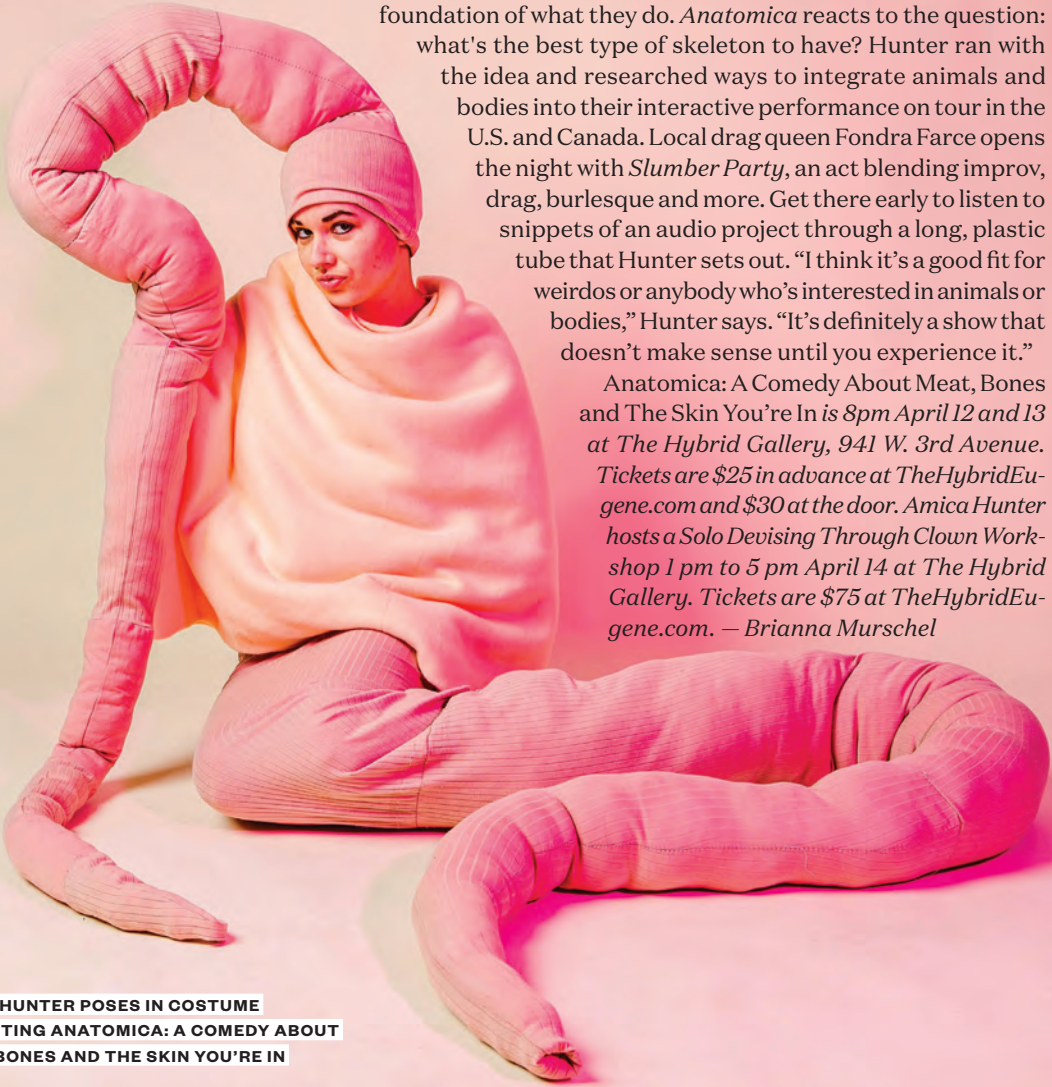 foundation of what they do. Anatomica reacts to the question:
what's the best type of skeleton to have? Hunter ran with
the idea and researched ways to integrate animals and
bodies into their interactive performance on tour in the
U.S. and Canada. Local drag queen Fondra Farce opens
the night with Slumber Party, an act blending improv,
drag, burlesque and more. Get there early to listen to
snippets of an audio project through a long, plastic
tube that Hunter sets out. “I think it’s a good fit for
weirdos or anybody who’s interested in animals or
bodies,” Hunter says. “It’s definitely a show that
doesn’t make sense until you experience it.”
Anatomica: A Comedy About Meat, Bones
and The Skin You’re In is 8pm April 12 and 13
at The Hybrid Gallery, 941 W. 3rd Avenue.
Tickets are $25 in advance at TheHybridEu-
gene.com and $30 at the door. Amica Hunter
hosts a Solo Devising Through Clown Work-
shop 1 pm to 5 pm April 14 at The Hybrid
Gallery. Tickets are $75 at TheHybridEu-
gene.com. — Brianna Murschel
HUNTER POSES IN COSTUME
TING ANATOMICA: A COMEDY ABOUT
BONES AND THE SKIN YOU’RE IN